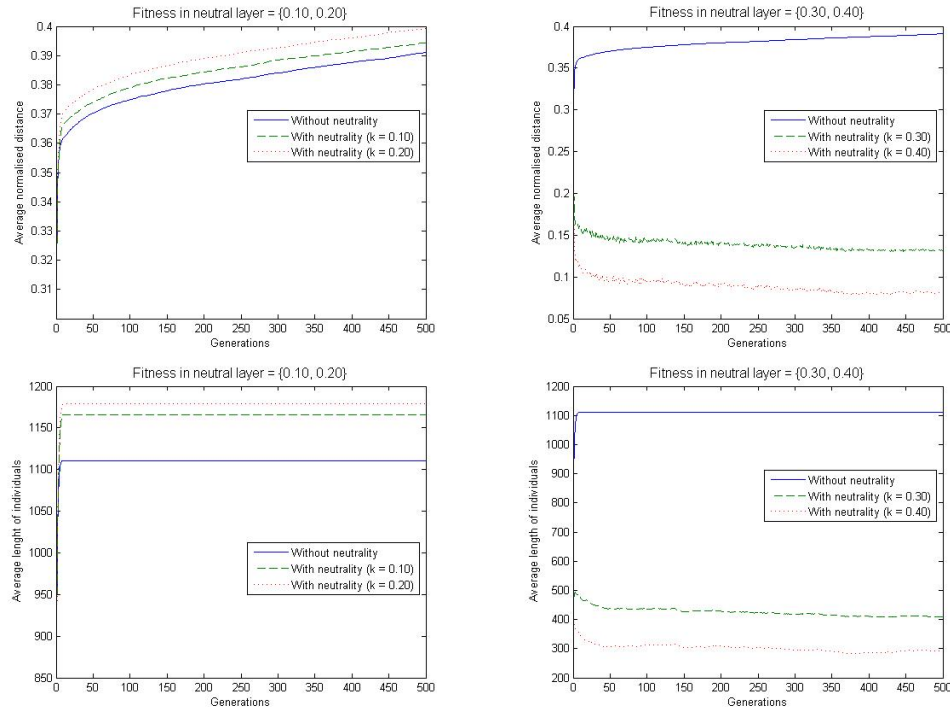 Fitness in neutral layer = {0.10, 0.20}
0.4
0.39
0.38
0.37
0.36
0.35
0.34
0.33
0.32
0.31
Average normalised distance
Without neutrality
With neutrality (k = 0.10)
With neutrality (k = 0.20)
0 50 100 150 200 250 300 350 400 450 500
Generations
Fitness in neutral layer = {0.30, 0.40}
0.4
0.35
0.3
0.25
0.2
0.15
0.1
0.05
Average normalised distance
Without neutrality
With neutrality (k = 0.30)
With neutrality (k = 0.40)
0 50 100 150 200 250 300 350 400 450 500
Generations
Fitness in neutral layer = {0.10, 0.20}
1200
1150
1100
1050
1000
950
900
850
Average lenght of individuals
Without neutrality
With neutrality (k = 0.10)
With neutrality (k = 0.20)
0 50 100 150 200 250 300 350 400 450 500
Generations
Fitness in neutral layer = {0.30, 0.40}
1200
1100
1000
900
800
700
600
500
400
300
200
Average length of individuals
Without neutrality
With neutrality (k = 0.30)
With neutrality (k = 0.40)
0 50 100 150 200 250 300 350 400 450 500
Generations